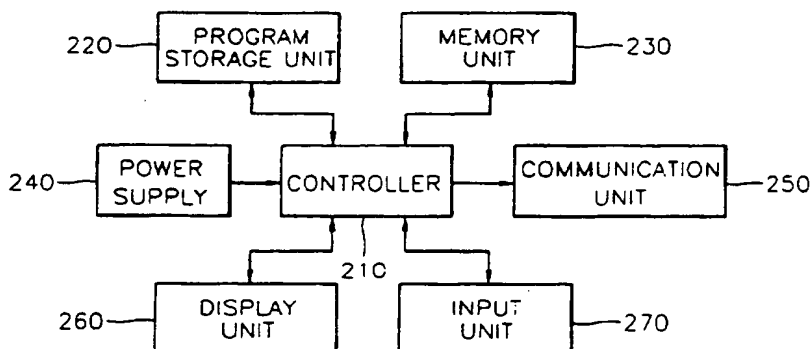 220
PROGRAM
STORAGE UNIT
MEMORY
UNIT
230
240
POWER
SUPPLY
CONTROLLER
COMMUNICATION
UNIT
250
210
260
DISPLAY
UNIT
INPUT
UNIT
270